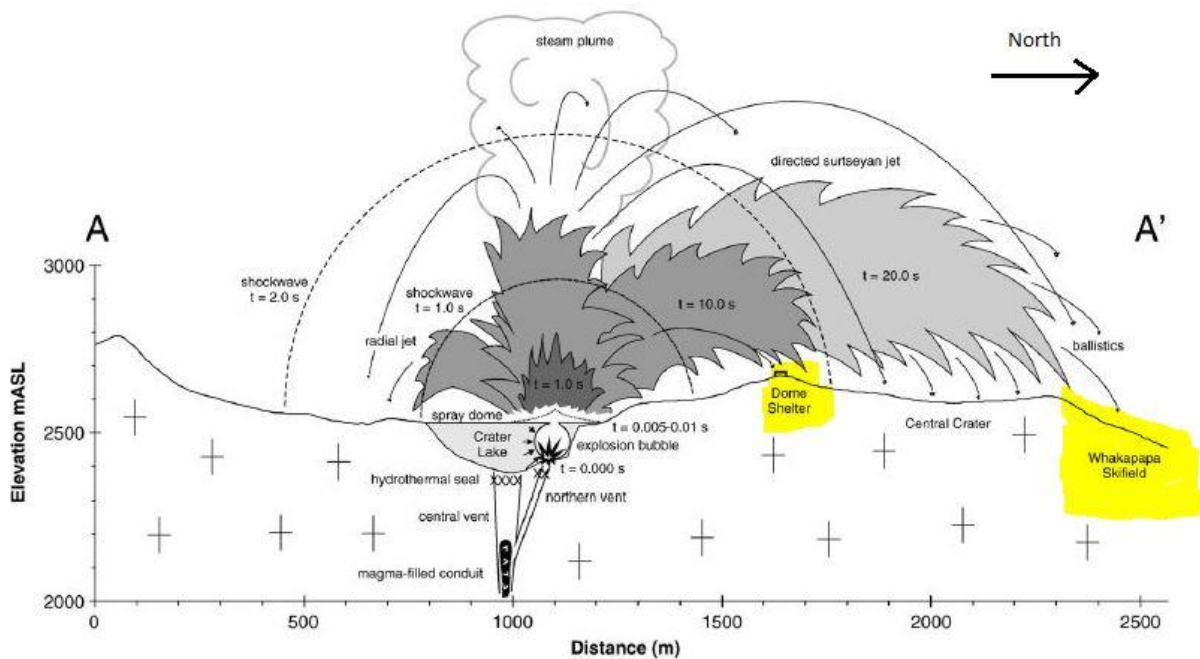 steam plume
North
directed surtseyan jet
A
A'
3000
shockwave
t = 2.0 s
shockwave
t = 1.0 s
t = 10.0 s
t = 20.0 s
radial jet
ballistics
t = 1.0 s
Dome
Shelter
spray dome
t = 0.005-0.01 s
Central Crater
2500
Crater
Lake
explosion bubble
t = 0.000 s
Whakapapa
Skifield
hydrothermal seal
XXXX
XX
northern vent
central vent
magma-filled conduit
2000
Elevation mASL
0
500
1000
1500
2000
2500
Distance (m)